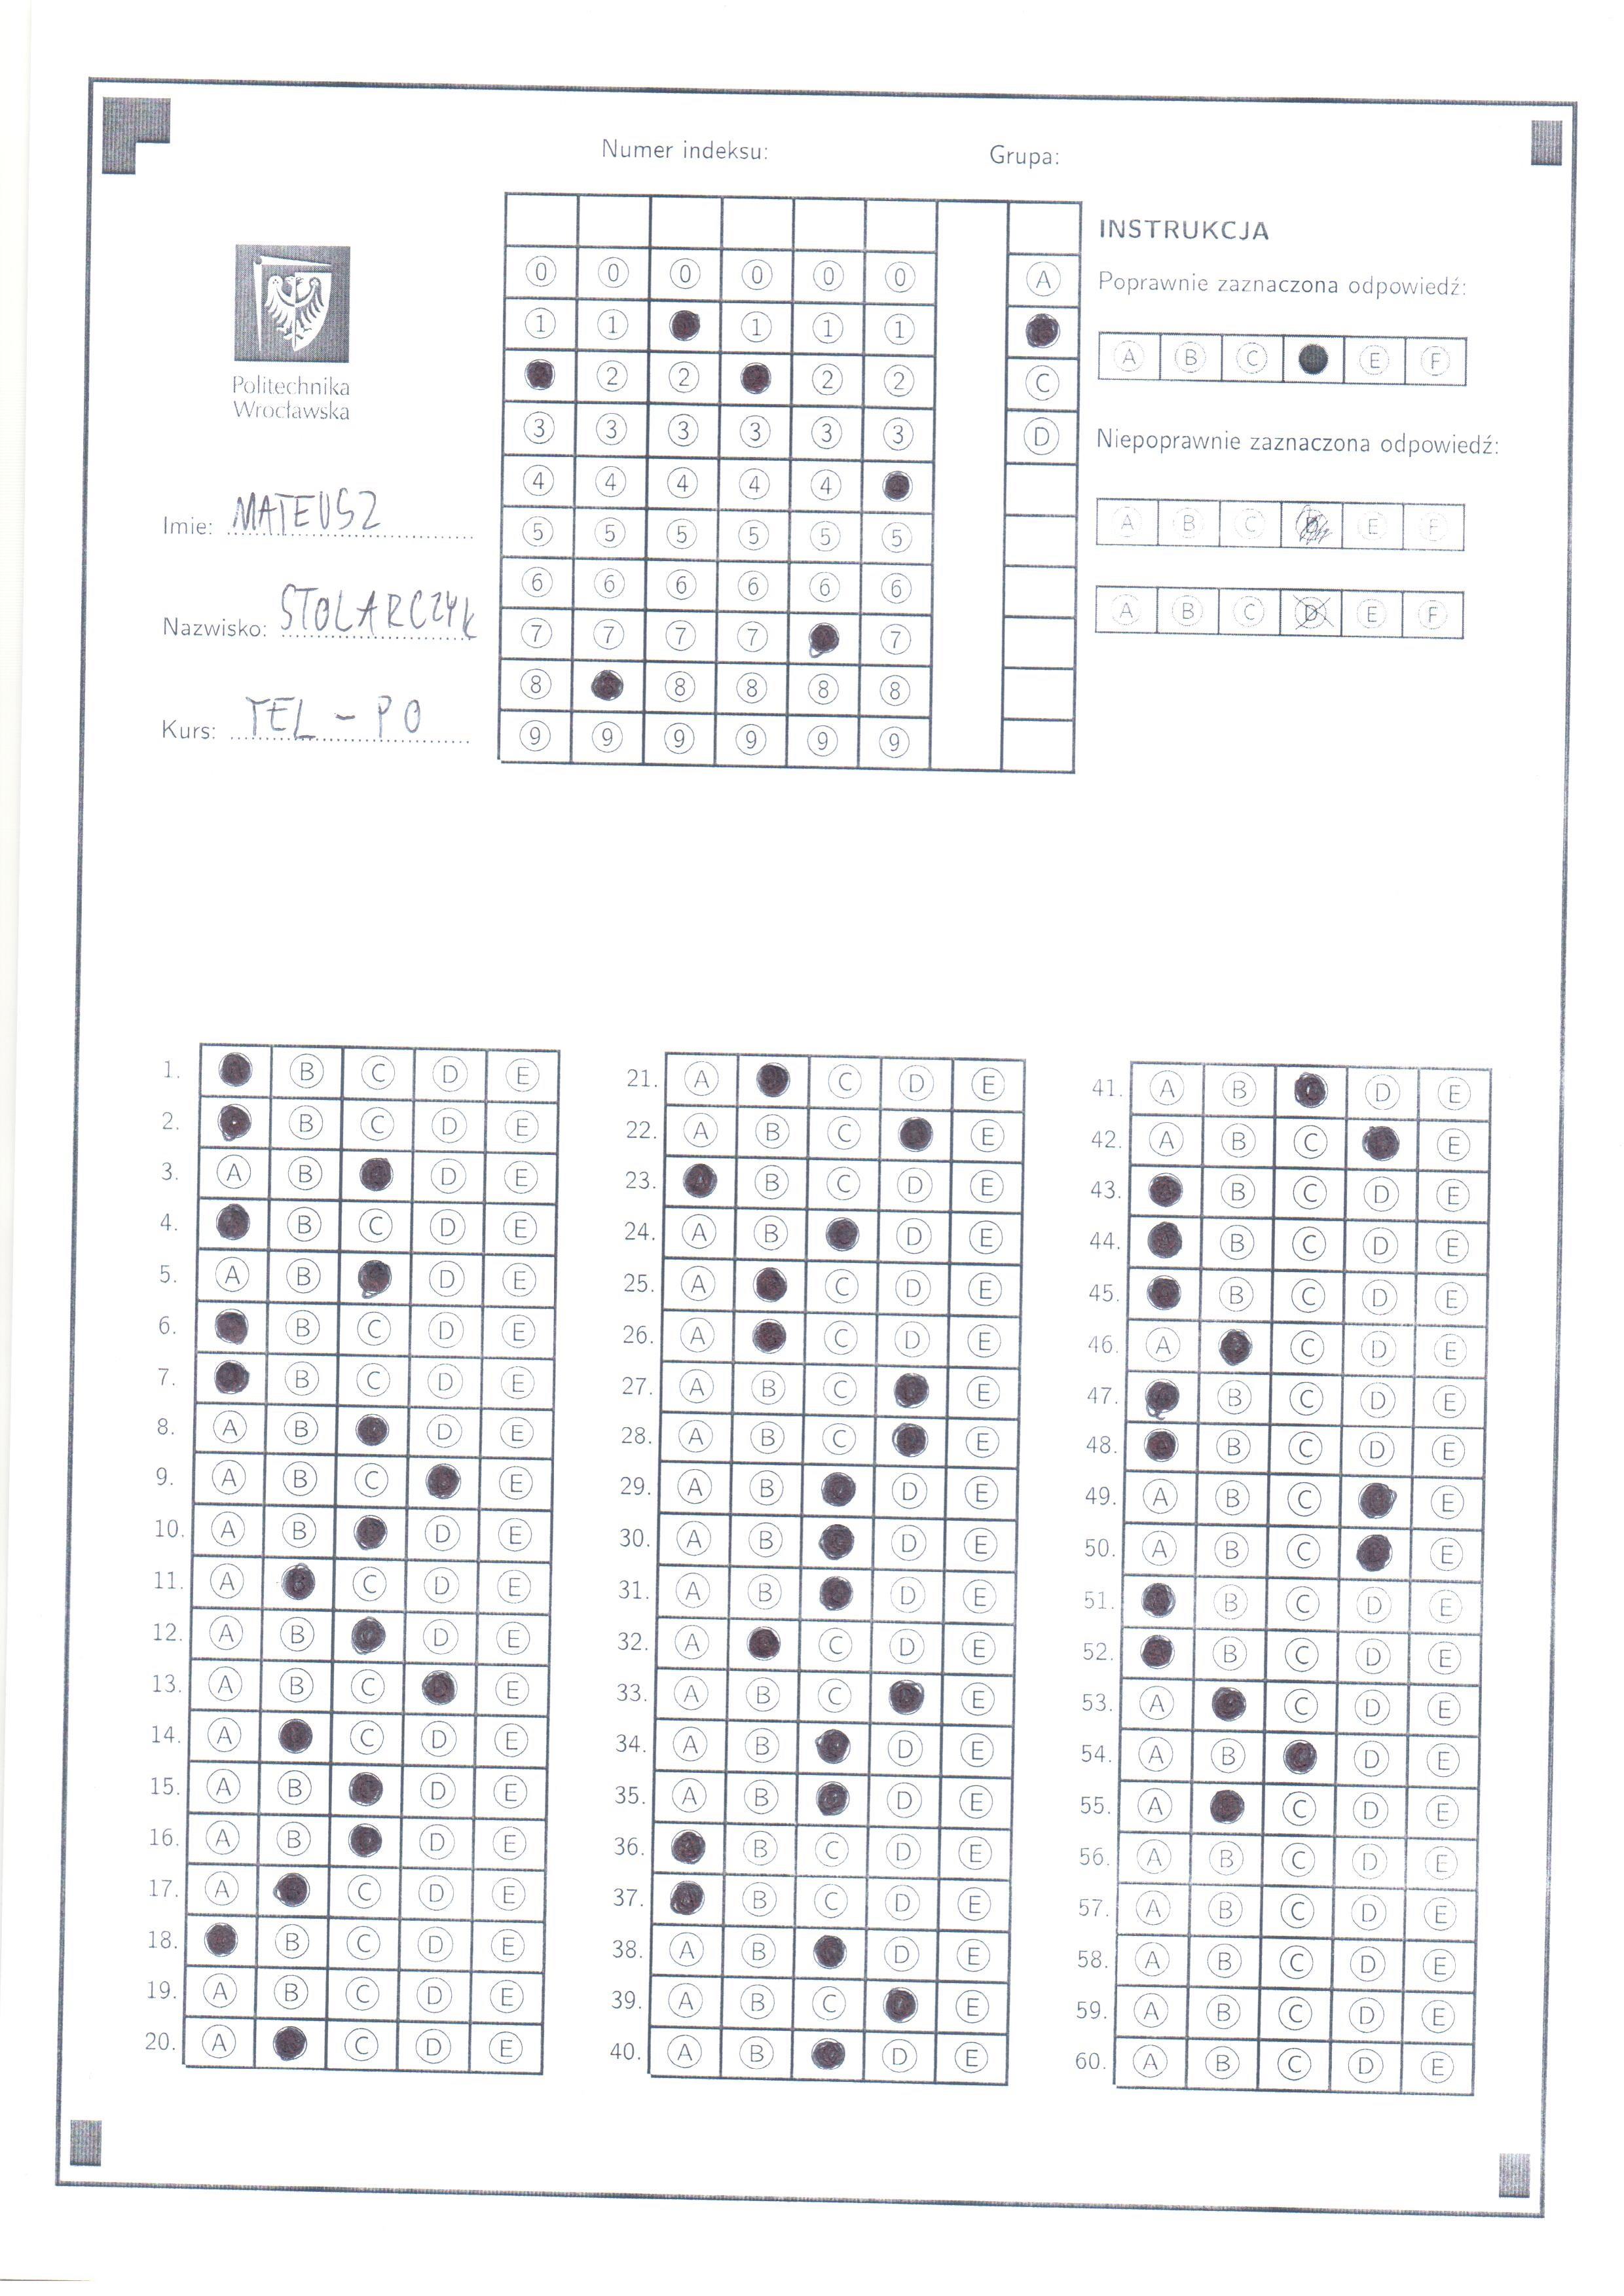 Numer indeksu: Grupa:
INSTRUKCJA
0 0 0 0 0 0 A
Poprawnie zaznaczona odpowiedź:
1 1 1 1 1
A B C E F
2 2 2 2 C
Politechnika
Wrocławska
3 3 3 3 3 3 D
Niepoprawnie zaznaczona odpowiedź:
4 4 4 4 4
A B C D E F
Imie: MATEUSZ
5 5 5 5 5 5
6 6 6 6 6 6
A B C D E F
Nazwisko: STOLARCZYK
7 7 7 7 7
8 8 8 8 8
Kurs: TEL - PO
9 9 9 9 9 9
1. B C D E
2. B C D E
3. A B D E
4. B C D E
5. A B D E
6. B C D E
7. B C D E
8. A B D E
9. A B C E
10. A B D E
11. A C D E
12. A B D E
13. A B C E
14. A C D E
15. A B D E
16. A B D E
17. A C D E
18. B C D E
19. A B C D E
20. A C D E
21. A C D E
22. A B C E
23. B C D E
24. A B D E
25. A C D E
26. A C D E
27. A B C E
28. A B C E
29. A B D E
30. A B D E
31. A B D E
32. A C D E
33. A B C E
34. A B D E
35. A B D E
36. B C D E
37. B C D E
38. A B D E
39. A B C E
40. A B D E
41. A B D E
42. A B C E
43. B C D E
44. B C D E
45. B C D E
46. A C D E
47. B C D E
48. B C D E
49. A B C E
50. A B C E
51. B C D E
52. B C D E
53. A C D E
54. A B D E
55. A C D E
56. A B C D E
57. A B C D E
58. A B C D E
59. A B C D E
60. A B C D E